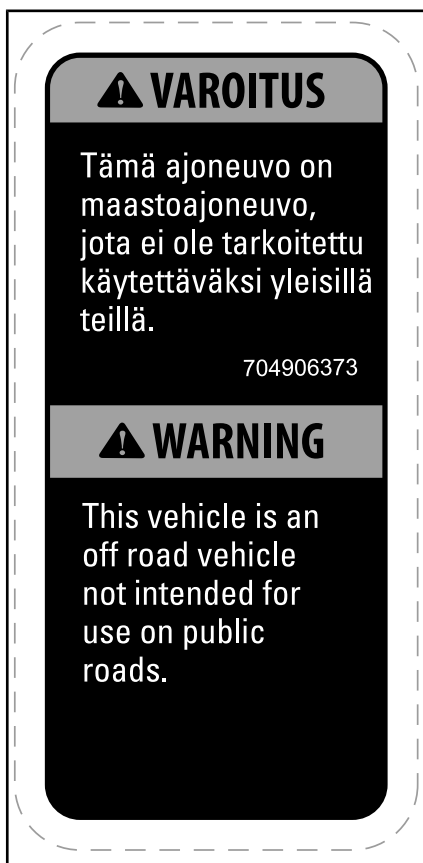 VAROITUS
Tämä ajoneuvo on
maastoajoneuvo,
jota ei ole tarkoitettu
käytettäväksi yleisillä
teillä.
704906373
WARNING
This vehicle is an
off road vehicle
not intended for
use on public
roads.